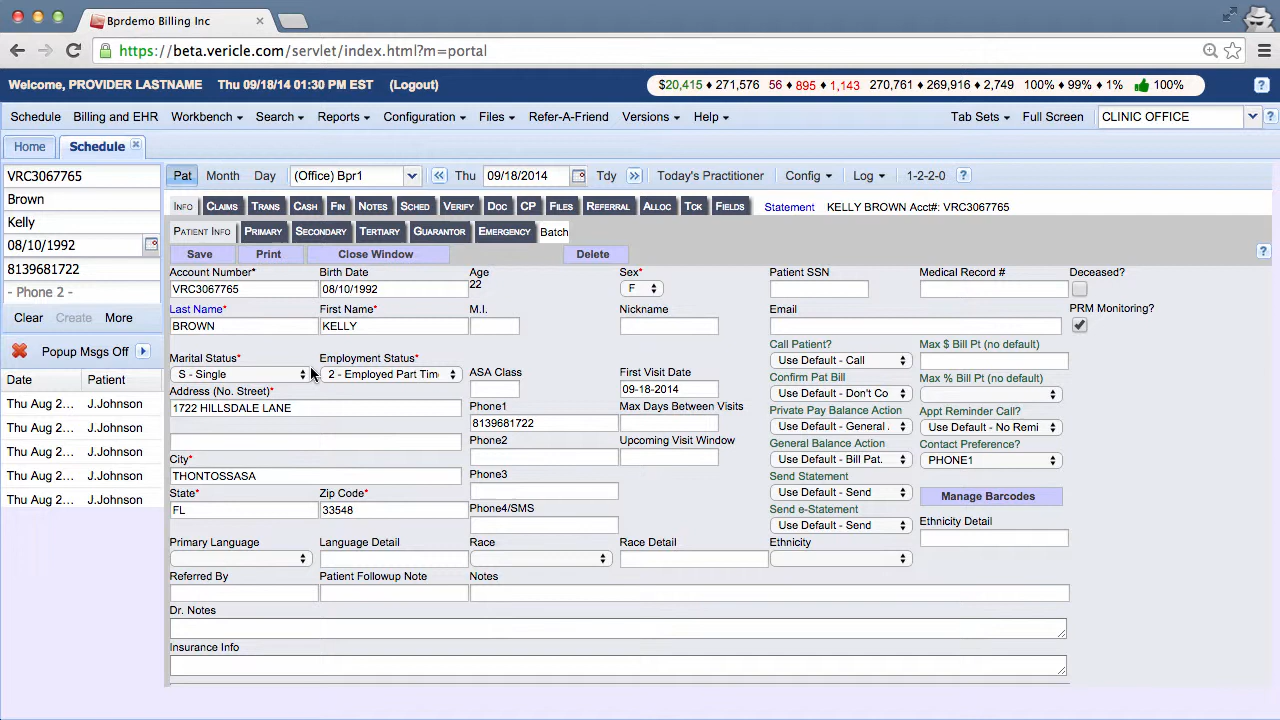 Bprdemo Billing Inc ×
https://beta.vericle.com/servlet/index.html?m=portal
Welcome, PROVIDER LASTNAME Thu 09/18/14 01:30 PM EST (Logout) $20,415 ♦ 271,576 56 ♦ 895 ♦ 1,143 270,761 ♦ 269,916 ♦ 2,749 100% ♦ 99% ♦ 1% 100% ?
Schedule Billing and EHR Workbench Search Reports Configuration Files Refer-A-Friend Versions Help Tab Sets Full Screen CLINIC OFFICE ?
Home Schedule
VRC3067765
Brown
Kelly
08/10/1992
8139681722
- Phone 2 -
Clear Create More
Popup Msgs Off
Date Patient
Thu Aug 2... J.Johnson
Thu Aug 2... J.Johnson
Thu Aug 2... J.Johnson
Thu Aug 2... J.Johnson
Thu Aug 2... J.Johnson
Pat Month Day (Office) Bpr1 Thu 09/18/2014 Tdy Today's Practitioner Config Log 1-2-2-0 ?
INFO CLAIMS TRANS CASH FIN NOTES SCHED VERIFY DOC CP FILES REFERRAL ALLOC TCK FIELDS Statement KELLY BROWN Acct#: VRC3067765
PATIENT INFO PRIMARY SECONDARY TERTIARY GUARANTOR EMERGENCY Batch
Save Print Close Window Delete ?
Account Number* Birth Date Age Sex* Patient SSN Medical Record # Deceased?
VRC3067765 08/10/1992 22 F
Last Name* First Name* M.I. Nickname Email PRM Monitoring?
BROWN KELLY
Call Patient? Max $ Bill Pt (no default)
Marital Status* Employment Status* Use Default - Call
S - Single 2 - Employed Part Tim ASA Class First Visit Date Confirm Pat Bill Max % Bill Pt (no default)
Address (No. Street)* 09-18-2014 Use Default - Don't Co
1722 HILLSDALE LANE Phone1 Max Days Between Visits Private Pay Balance Action Appt Reminder Call?
8139681722 Use Default - General . Use Default - No Remi
Phone2 Upcoming Visit Window General Balance Action Contact Preference?
City* Use Default - Bill Pat. PHONE1
THONTOSSASA Phone3 Send Statement
State* Zip Code* Use Default - Send Manage Barcodes
FL 33548 Phone4/SMS Send e-Statement Ethnicity Detail
Use Default - Send
Primary Language Language Detail Race Race Detail Ethnicity
Referred By Patient Followup Note Notes
Dr. Notes
Insurance Info